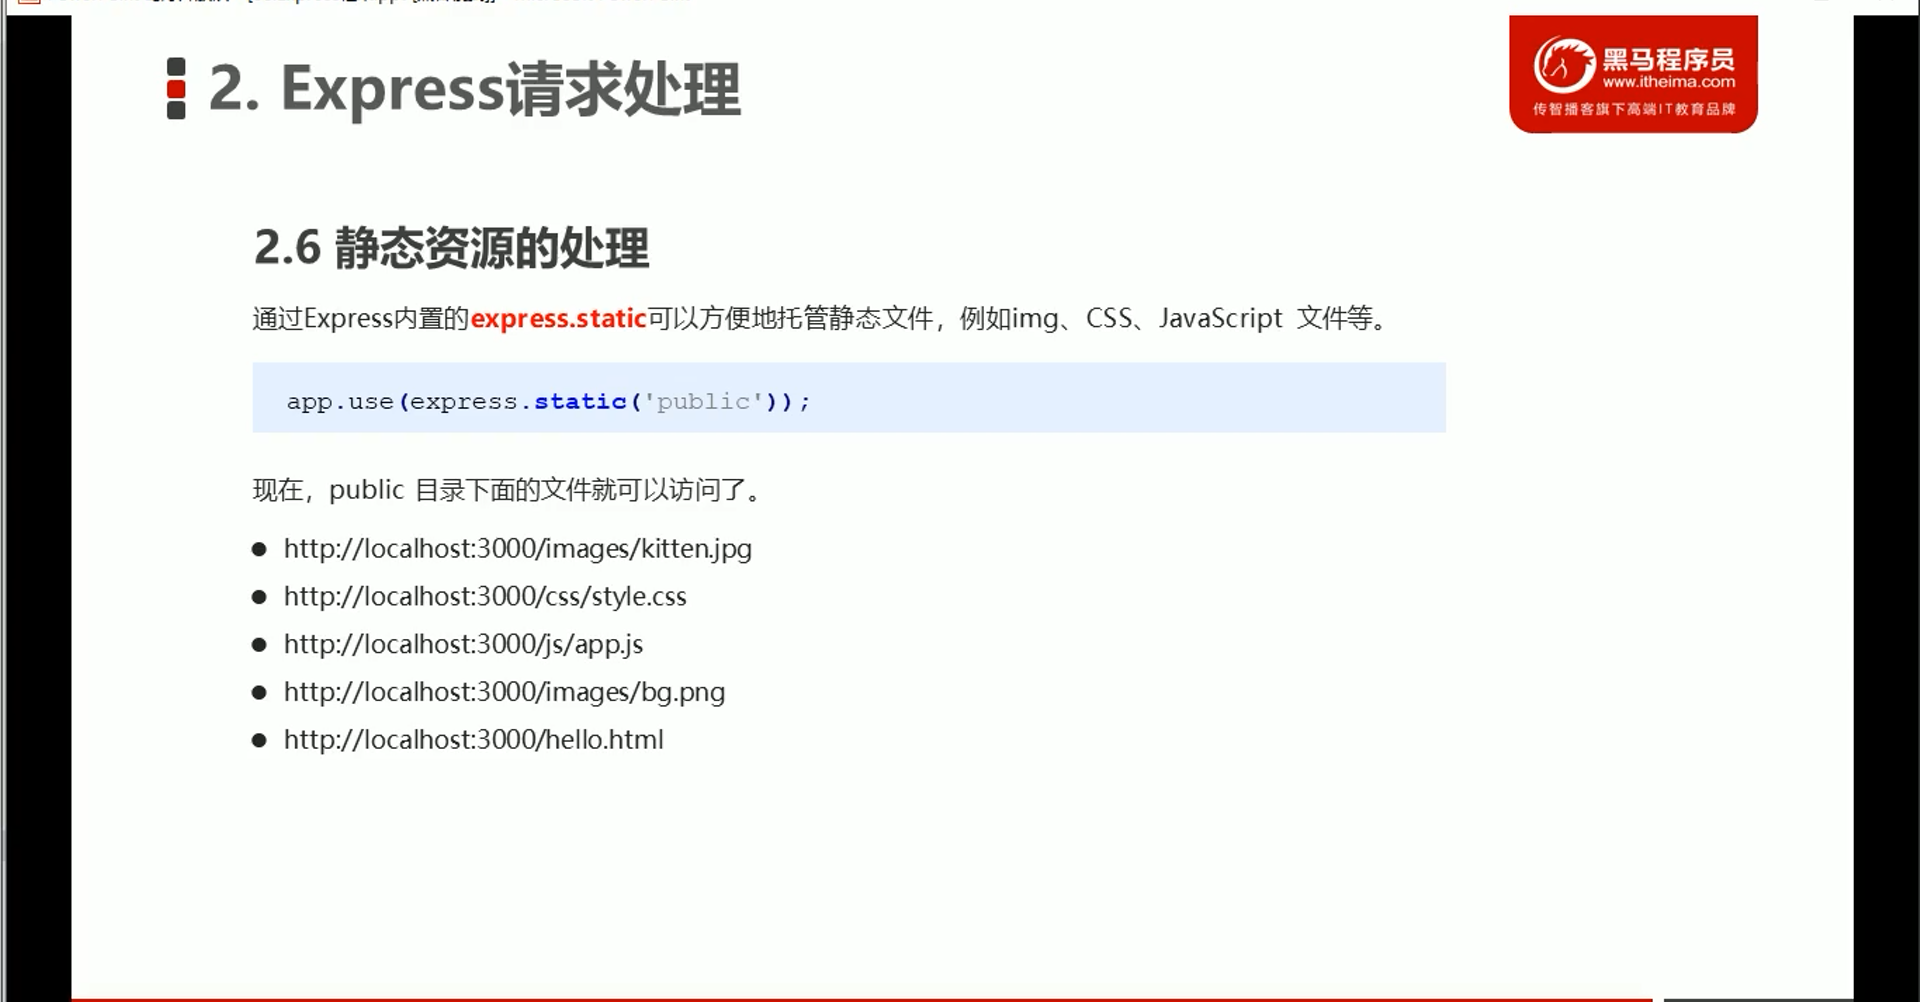 2. Express请求处理
黑马程序员
www.itheima.com
传智播客旗下高端IT教育品牌
2.6 静态资源的处理
通过Express内置的express.static可以方便地托管静态文件，例如img、CSS、JavaScript 文件等。
app.use(express.static('public'));
现在，public 目录下面的文件就可以访问了。
● http://localhost:3000/images/kitten.jpg
● http://localhost:3000/css/style.css
● http://localhost:3000/js/app.js
● http://localhost:3000/images/bg.png
● http://localhost:3000/hello.html